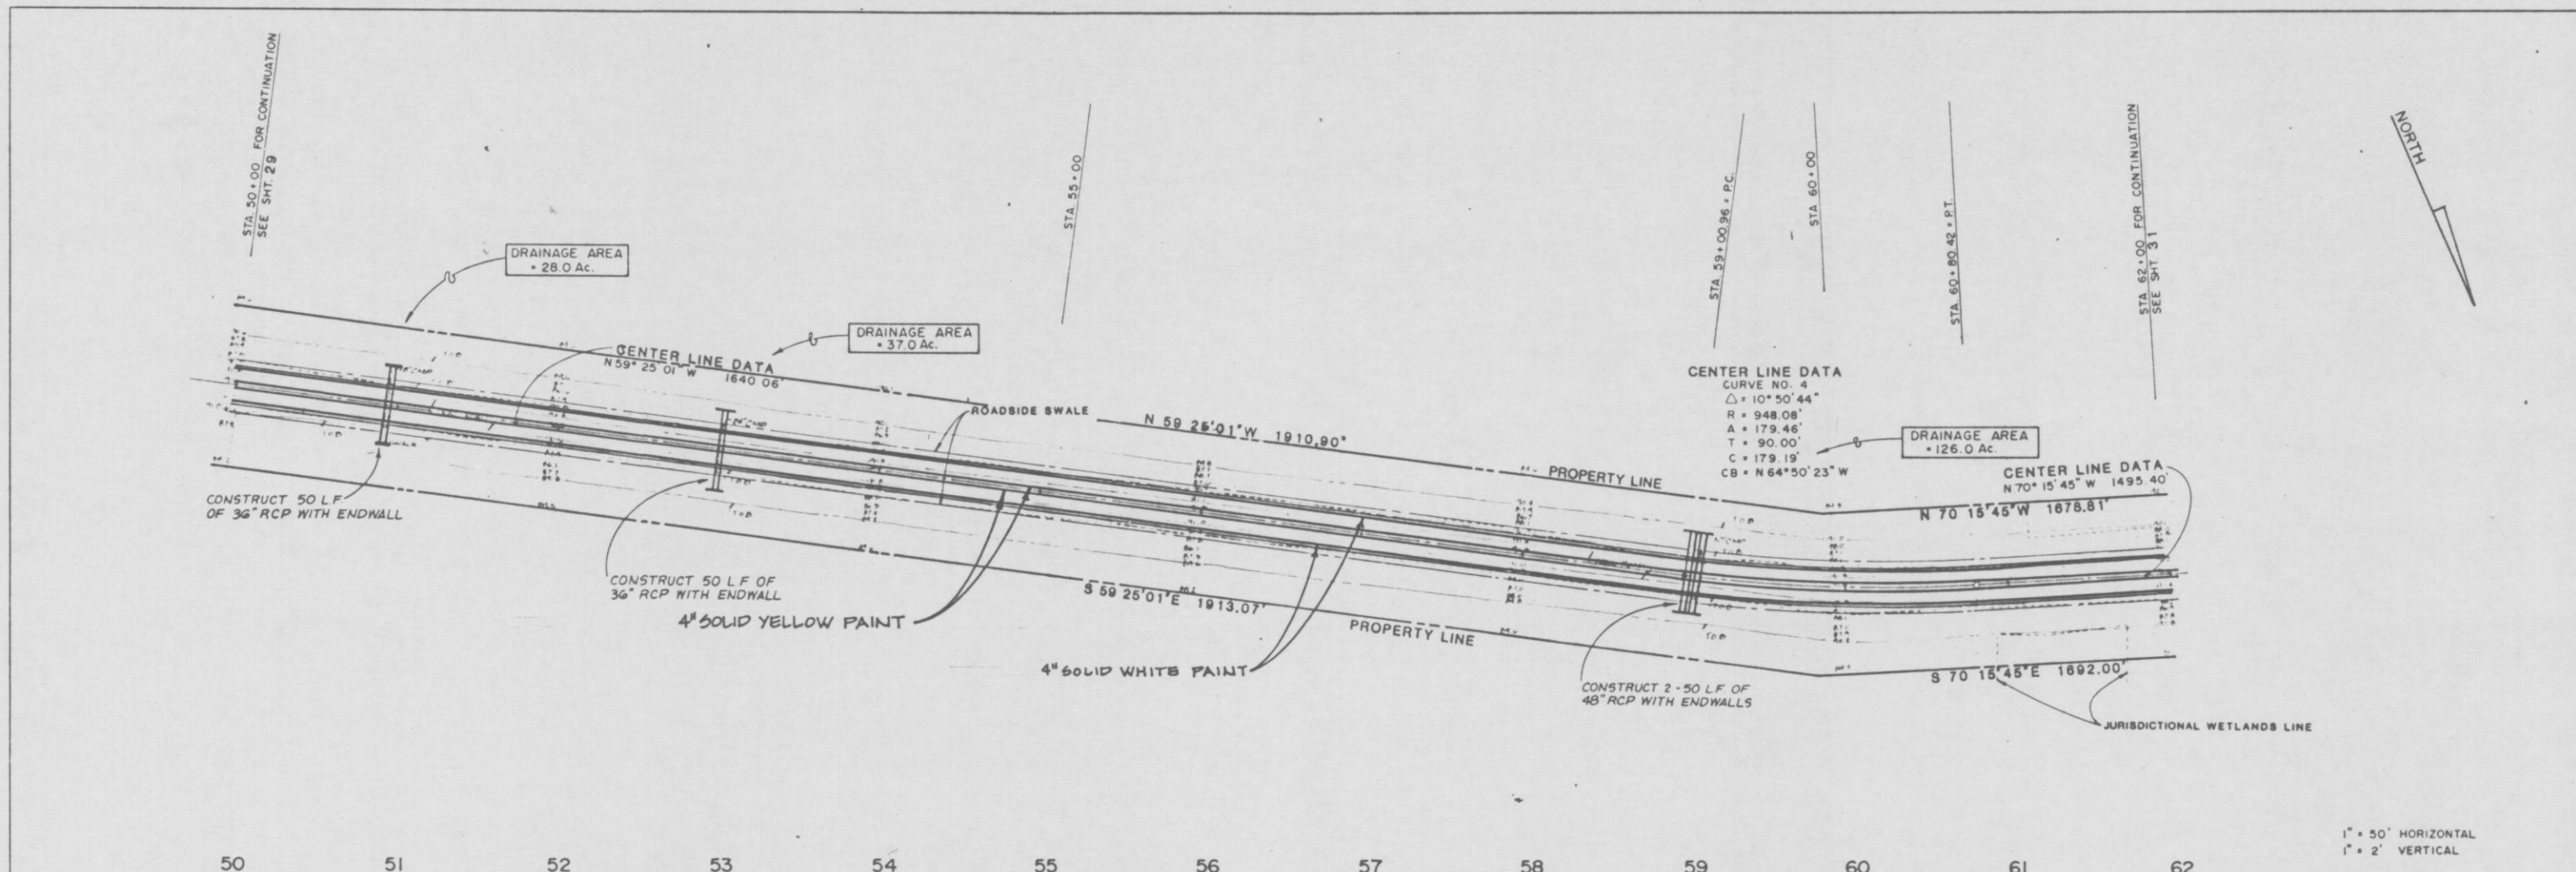 STA. 50+00 FOR CONTINUATION
SEE SHT. 29
STA. 55+00
STA. 59+00.96 = P.C.
STA. 60+00
STA. 60+80.42 = P.T.
STA. 62+00 FOR CONTINUATION
SEE SHT. 31
NORTH
DRAINAGE AREA
= 28.0 Ac.
DRAINAGE AREA
= 37.0 Ac.
CENTER LINE DATA
N 59° 25' 01" W 1640.06'
ROADSIDE SWALE
N 59 25'01"W 1910.90"
PROPERTY LINE
CENTER LINE DATA
CURVE NO. 4
△ = 10° 50' 44"
R = 948.08'
A = 179.46'
T = 90.00'
C = 179.19'
CB = N 64° 50' 23" W
DRAINAGE AREA
= 126.0 Ac.
CENTER LINE DATA
N 70° 15' 45" W 1495.40'
N 70 15'45"W 1678.81'
CONSTRUCT 50 L.F.
OF 36" RCP WITH ENDWALL
CONSTRUCT 50 L.F. OF
36" RCP WITH ENDWALL
4" SOLID YELLOW PAINT
S 59 25'01"E 1913.07'
PROPERTY LINE
4" SOLID WHITE PAINT
CONSTRUCT 2-50 L.F. OF
48" RCP WITH ENDWALLS
S 70 15'45"E 1692.00'
JURISDICTIONAL WETLANDS LINE
1" = 50' HORIZONTAL
1" = 2' VERTICAL
50 51 52 53 54 55 56 57 58 59 60 61 62